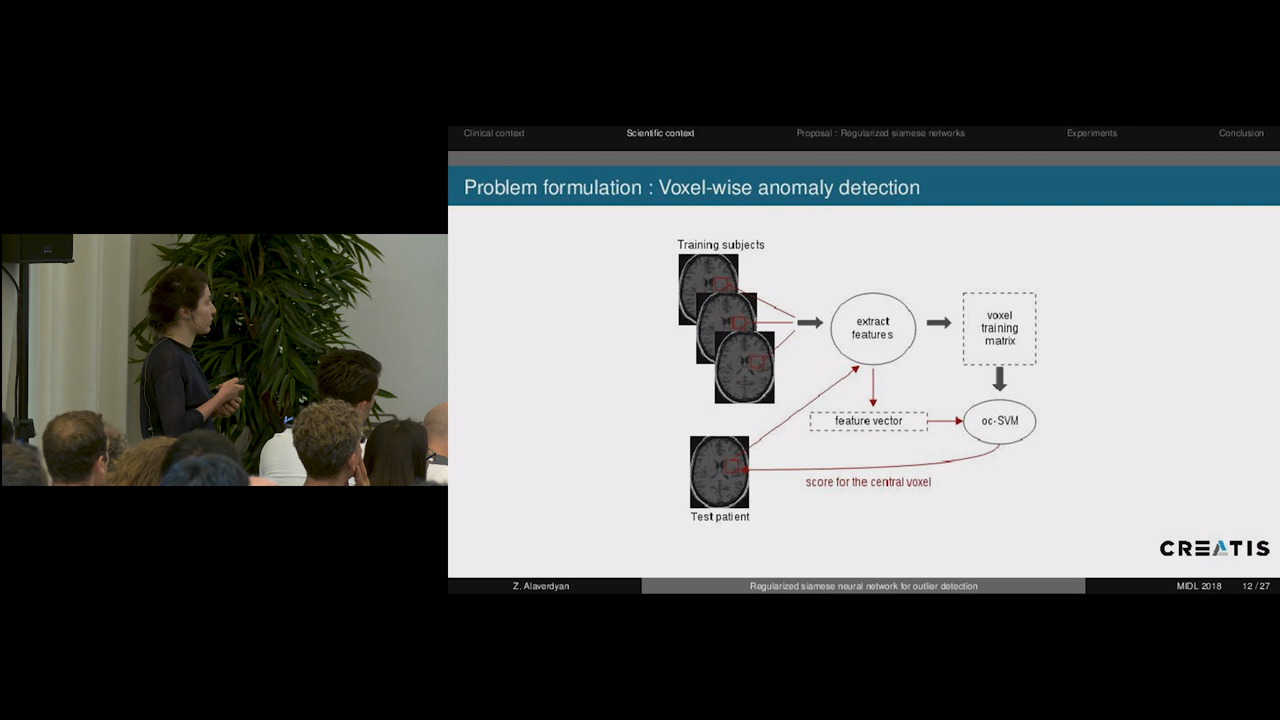 Clinical context Scientific context Proposal : Regularized siamese networks Experiments Conclusion
Problem formulation : Voxel-wise anomaly detection
Training subjects
extract
features
voxel
training
matrix
feature vector
oc-SVM
score for the central voxel
Test patient
CREATIS
Z. Alaverdyan Regularized siamese neural network for outlier detection MIDL 2018 12 / 27